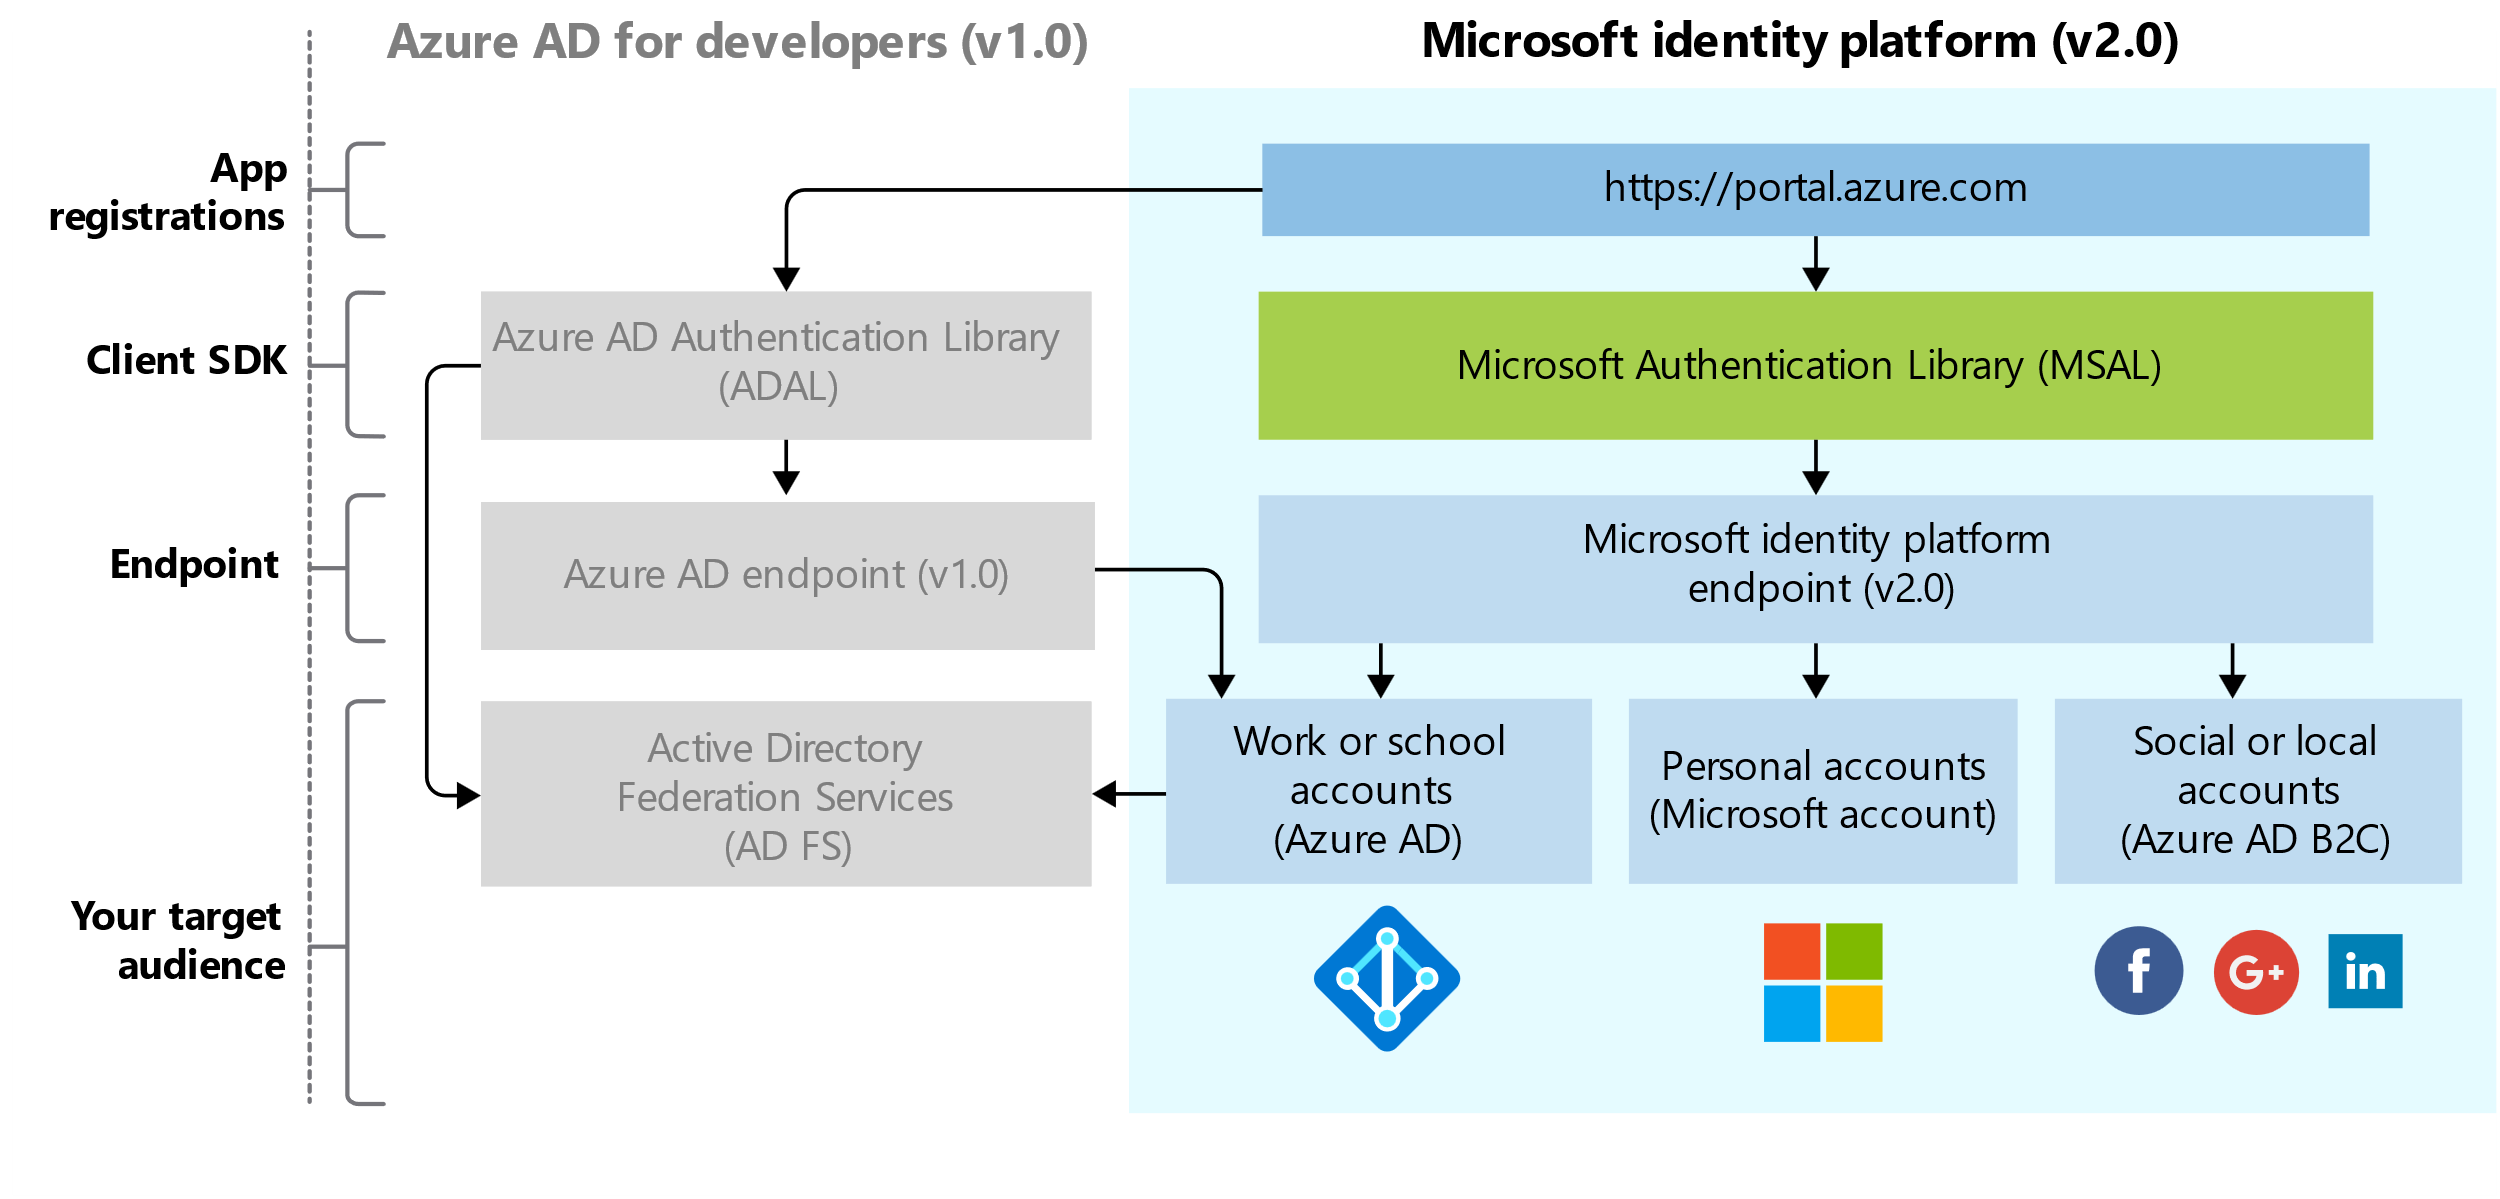 Azure AD for developers (v1.0)
Microsoft identity platform (v2.0)
App
registrations
https://portal.azure.com
Client SDK
Azure AD Authentication Library
(ADAL)
Microsoft Authentication Library (MSAL)
Endpoint
Azure AD endpoint (v1.0)
Microsoft identity platform
endpoint (v2.0)
Your target
audience
Active Directory
Federation Services
(AD FS)
Work or school
accounts
(Azure AD)
Personal accounts
(Microsoft account)
Social or local
accounts
(Azure AD B2C)
f
G+
in